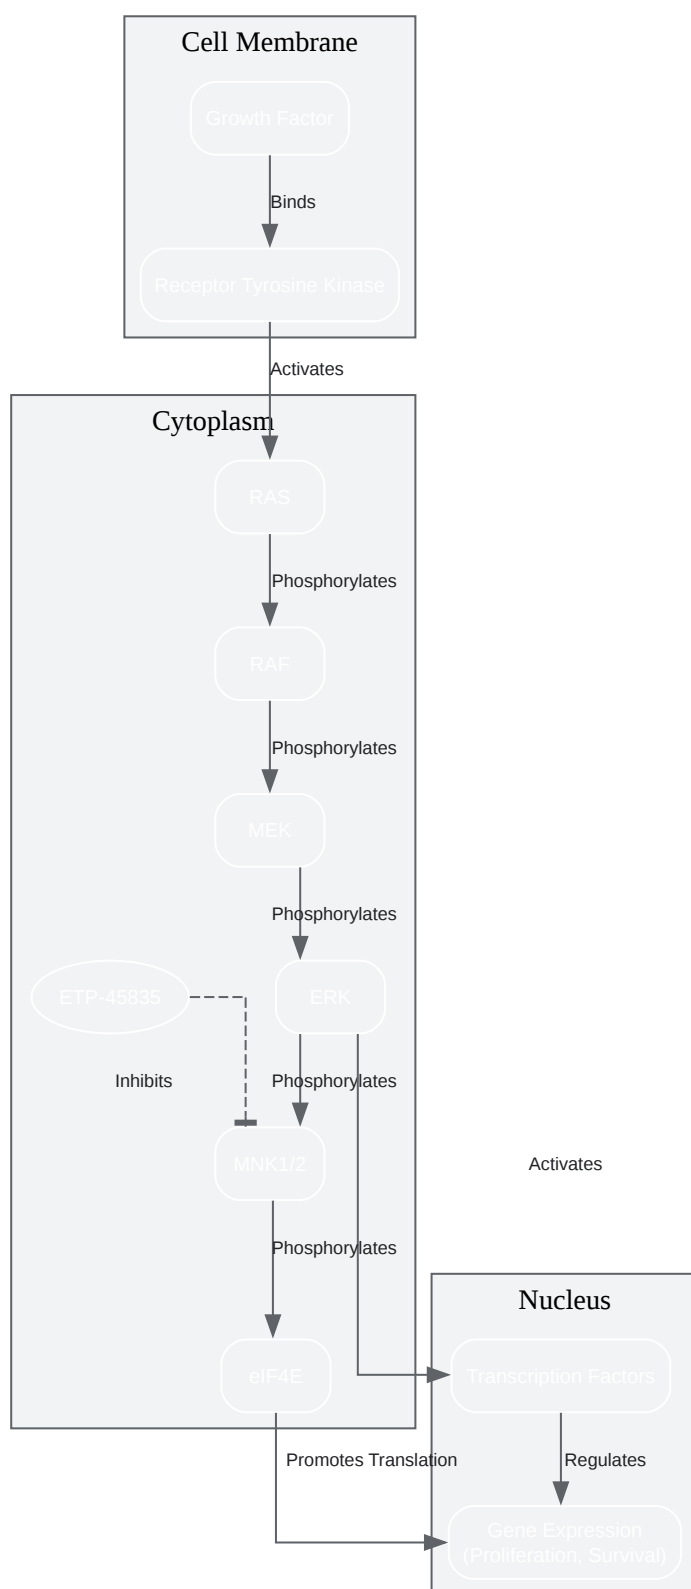 Cell Membrane
Growth Factor
Binds
Receptor Tyrosine Kinase
Activates
Cytoplasm
RAS
Phosphorylates
RAF
Phosphorylates
MEK
Phosphorylates
ETP-45835
ERK
Inhibits
Phosphorylates
MNK1/2
Activates
Phosphorylates
Nucleus
eIF4E
Transcription Factors
Promotes Translation
Regulates
Gene Expression
(Proliferation, Survival)